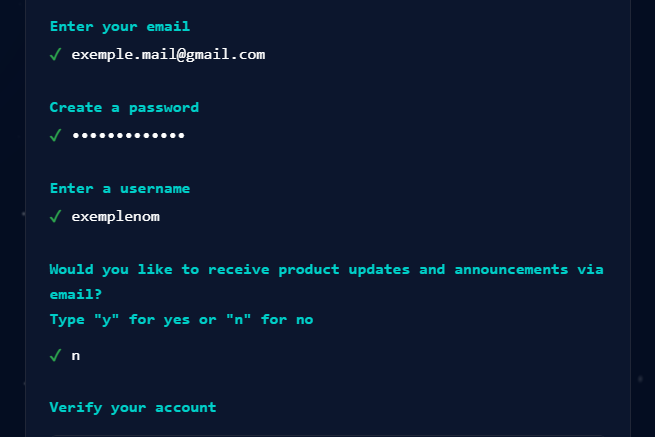 Enter your email
✓ exemple.mail@gmail.com
Create a password
✓ •••••••••••••
Enter a username
✓ exemplenom
Would you like to receive product updates and announcements via
email?
Type "y" for yes or "n" for no
✓ n
Verify your account